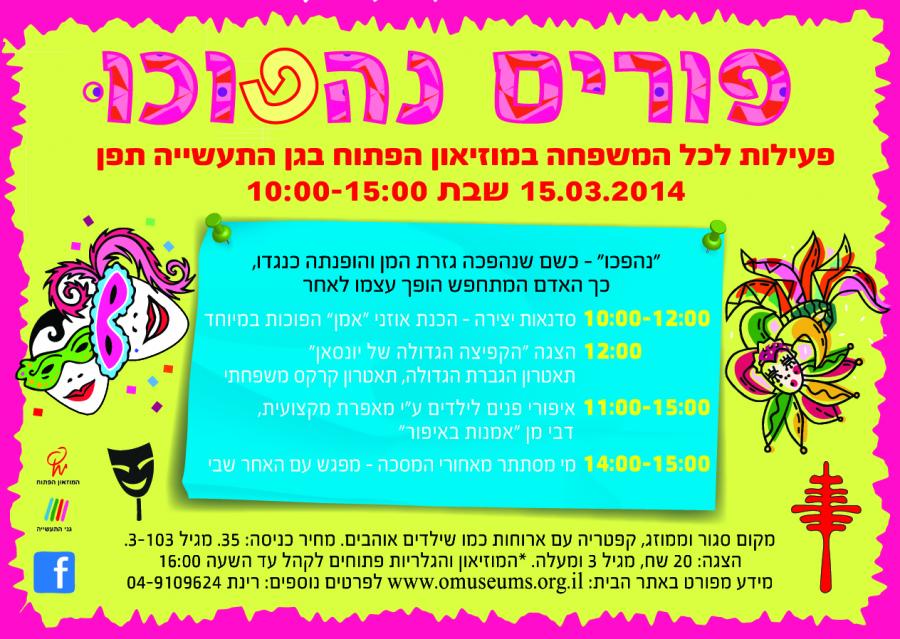 פורים נהפוכו
פעילות לכל המשפחה במוזיאון הפתוח בגן התעשייה תפן
15.03.2014 שבת 10:00-15:00
"נהפכו" - כשם שנהפכה גזרת המן והופנתה כנגדו,
כך האדם המתחפש הופך עצמו לאחר
10:00-12:00 סדנאות יצירה - הכנת אוזני "אמן" הפוכות במיוחד
12:00 הצגה "הקפיצה הגדולה של יונסאן"
תאטרון הגברת הגדולה, תאטרון קרקס משפחתי
11:00-15:00 איפורי פנים לילדים ע"י מאפרת מקצועית,
דבי מן "אמנות באיפור"
14:00-15:00 מי מסתתר מאחורי המסכה - מפגש עם האחר שבי
המוזאון הפתוח
גני התעשייה
f
מקום סגור וממוזג, קפטריה עם ארוחות כמו שילדים אוהבים. מחיר כניסה: 35. מגיל 3-103.
הצגה: 20 שח, מגיל 3 ומעלה. *המוזיאון והגלריות פתוחים לקהל עד השעה 16:00
מידע מפורט באתר הבית: www.omuseums.org.il לפרטים נוספים: רינת 04-9109624